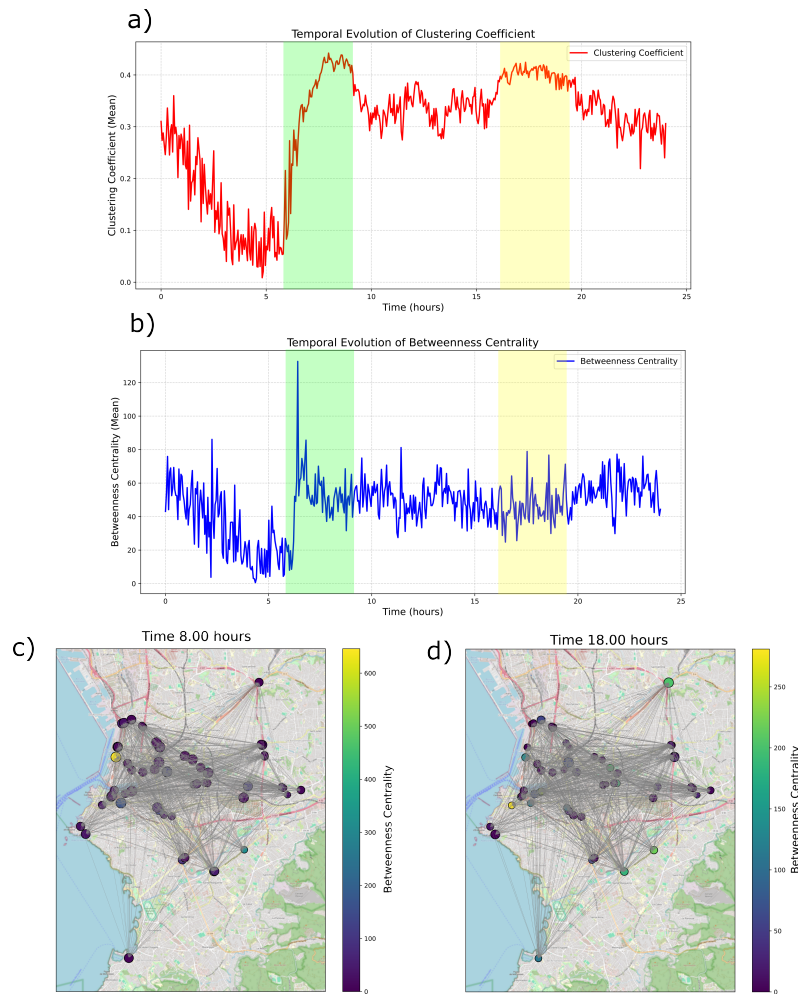 a)
Temporal Evolution of Clustering Coefficient
Clustering Coefficient
Clustering Coefficient (Mean)
0.4
0.3
0.2
0.1
0.0
0 5 10 15 20 25
Time (hours)
b)
Temporal Evolution of Betweenness Centrality
Betweenness Centrality
Betweenness Centrality (Mean)
120
100
80
60
40
20
0
0 5 10 15 20 25
Time (hours)
c)
Time 8.00 hours
600
500
400
300
200
100
0
Betweenness Centrality
d)
Time 18.00 hours
250
200
150
100
50
0
Betweenness Centrality